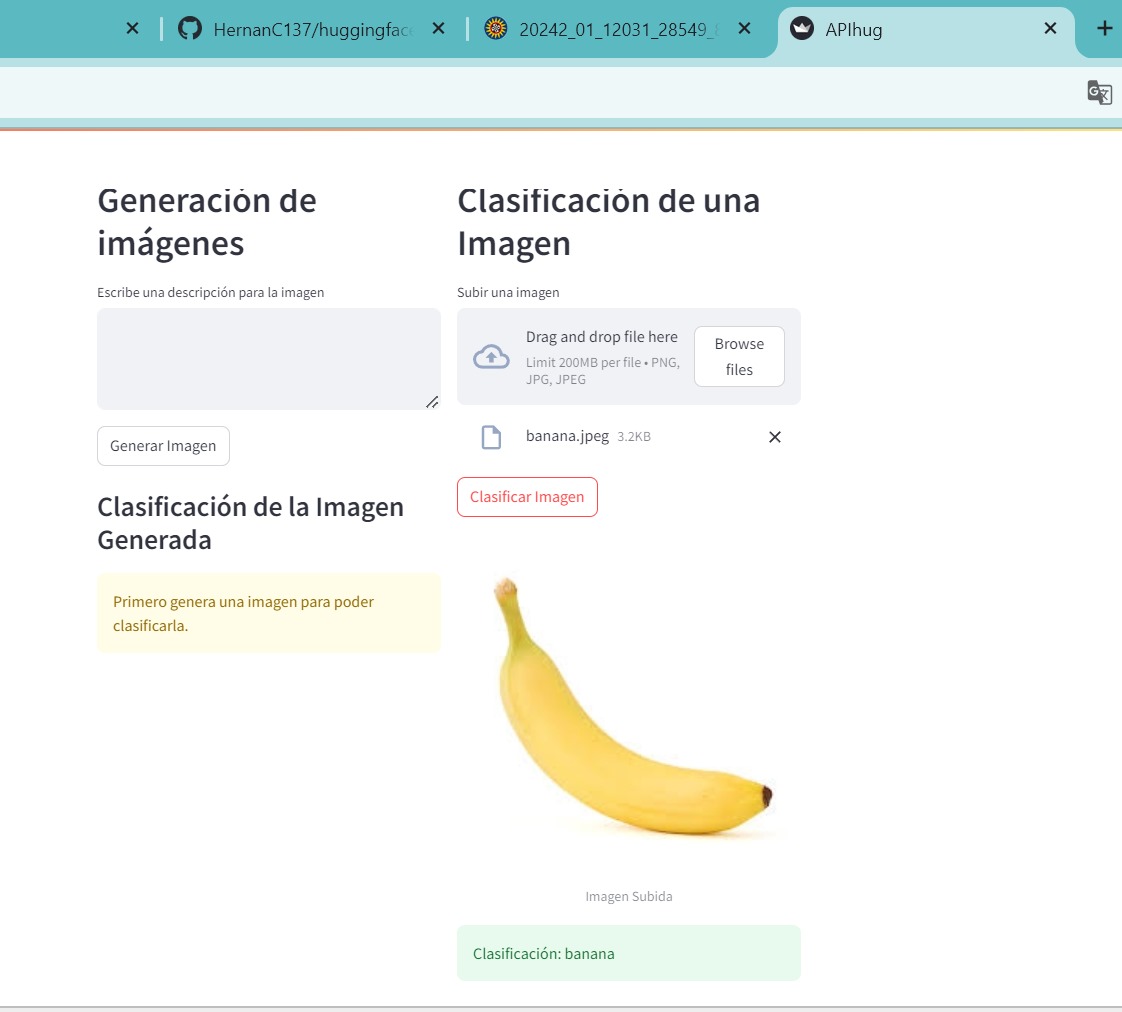 HernanC137/huggingface
20242_01_12031_28549_
APIhug
Generación de
imágenes
Escribe una descripción para la imagen
Generar Imagen
Clasificación de la Imagen
Generada
Primero genera una imagen para poder
clasificarla.
Clasificación de una
Imagen
Subir una imagen
Drag and drop file here
Limit 200MB per file • PNG,
JPG, JPEG
Browse
files
banana.jpeg 3.2KB
Clasificar Imagen
Imagen Subida
Clasificación: banana